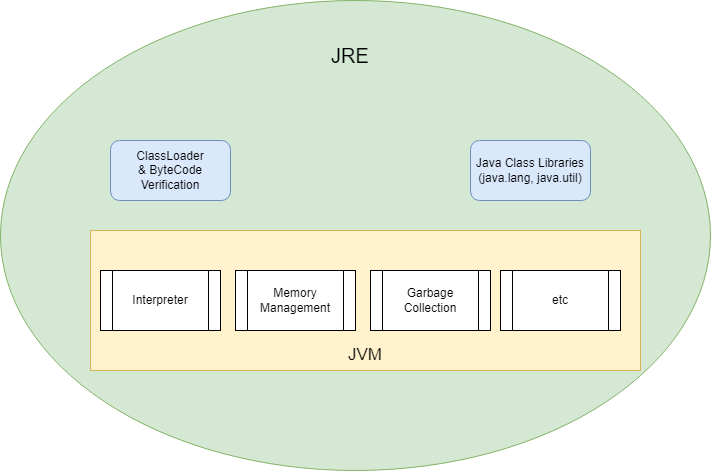 JRE
ClassLoader
& ByteCode
Verification
Java Class Libraries
(java.lang, java.util)
Interpreter
Memory
Management
Garbage
Collection
etc
JVM